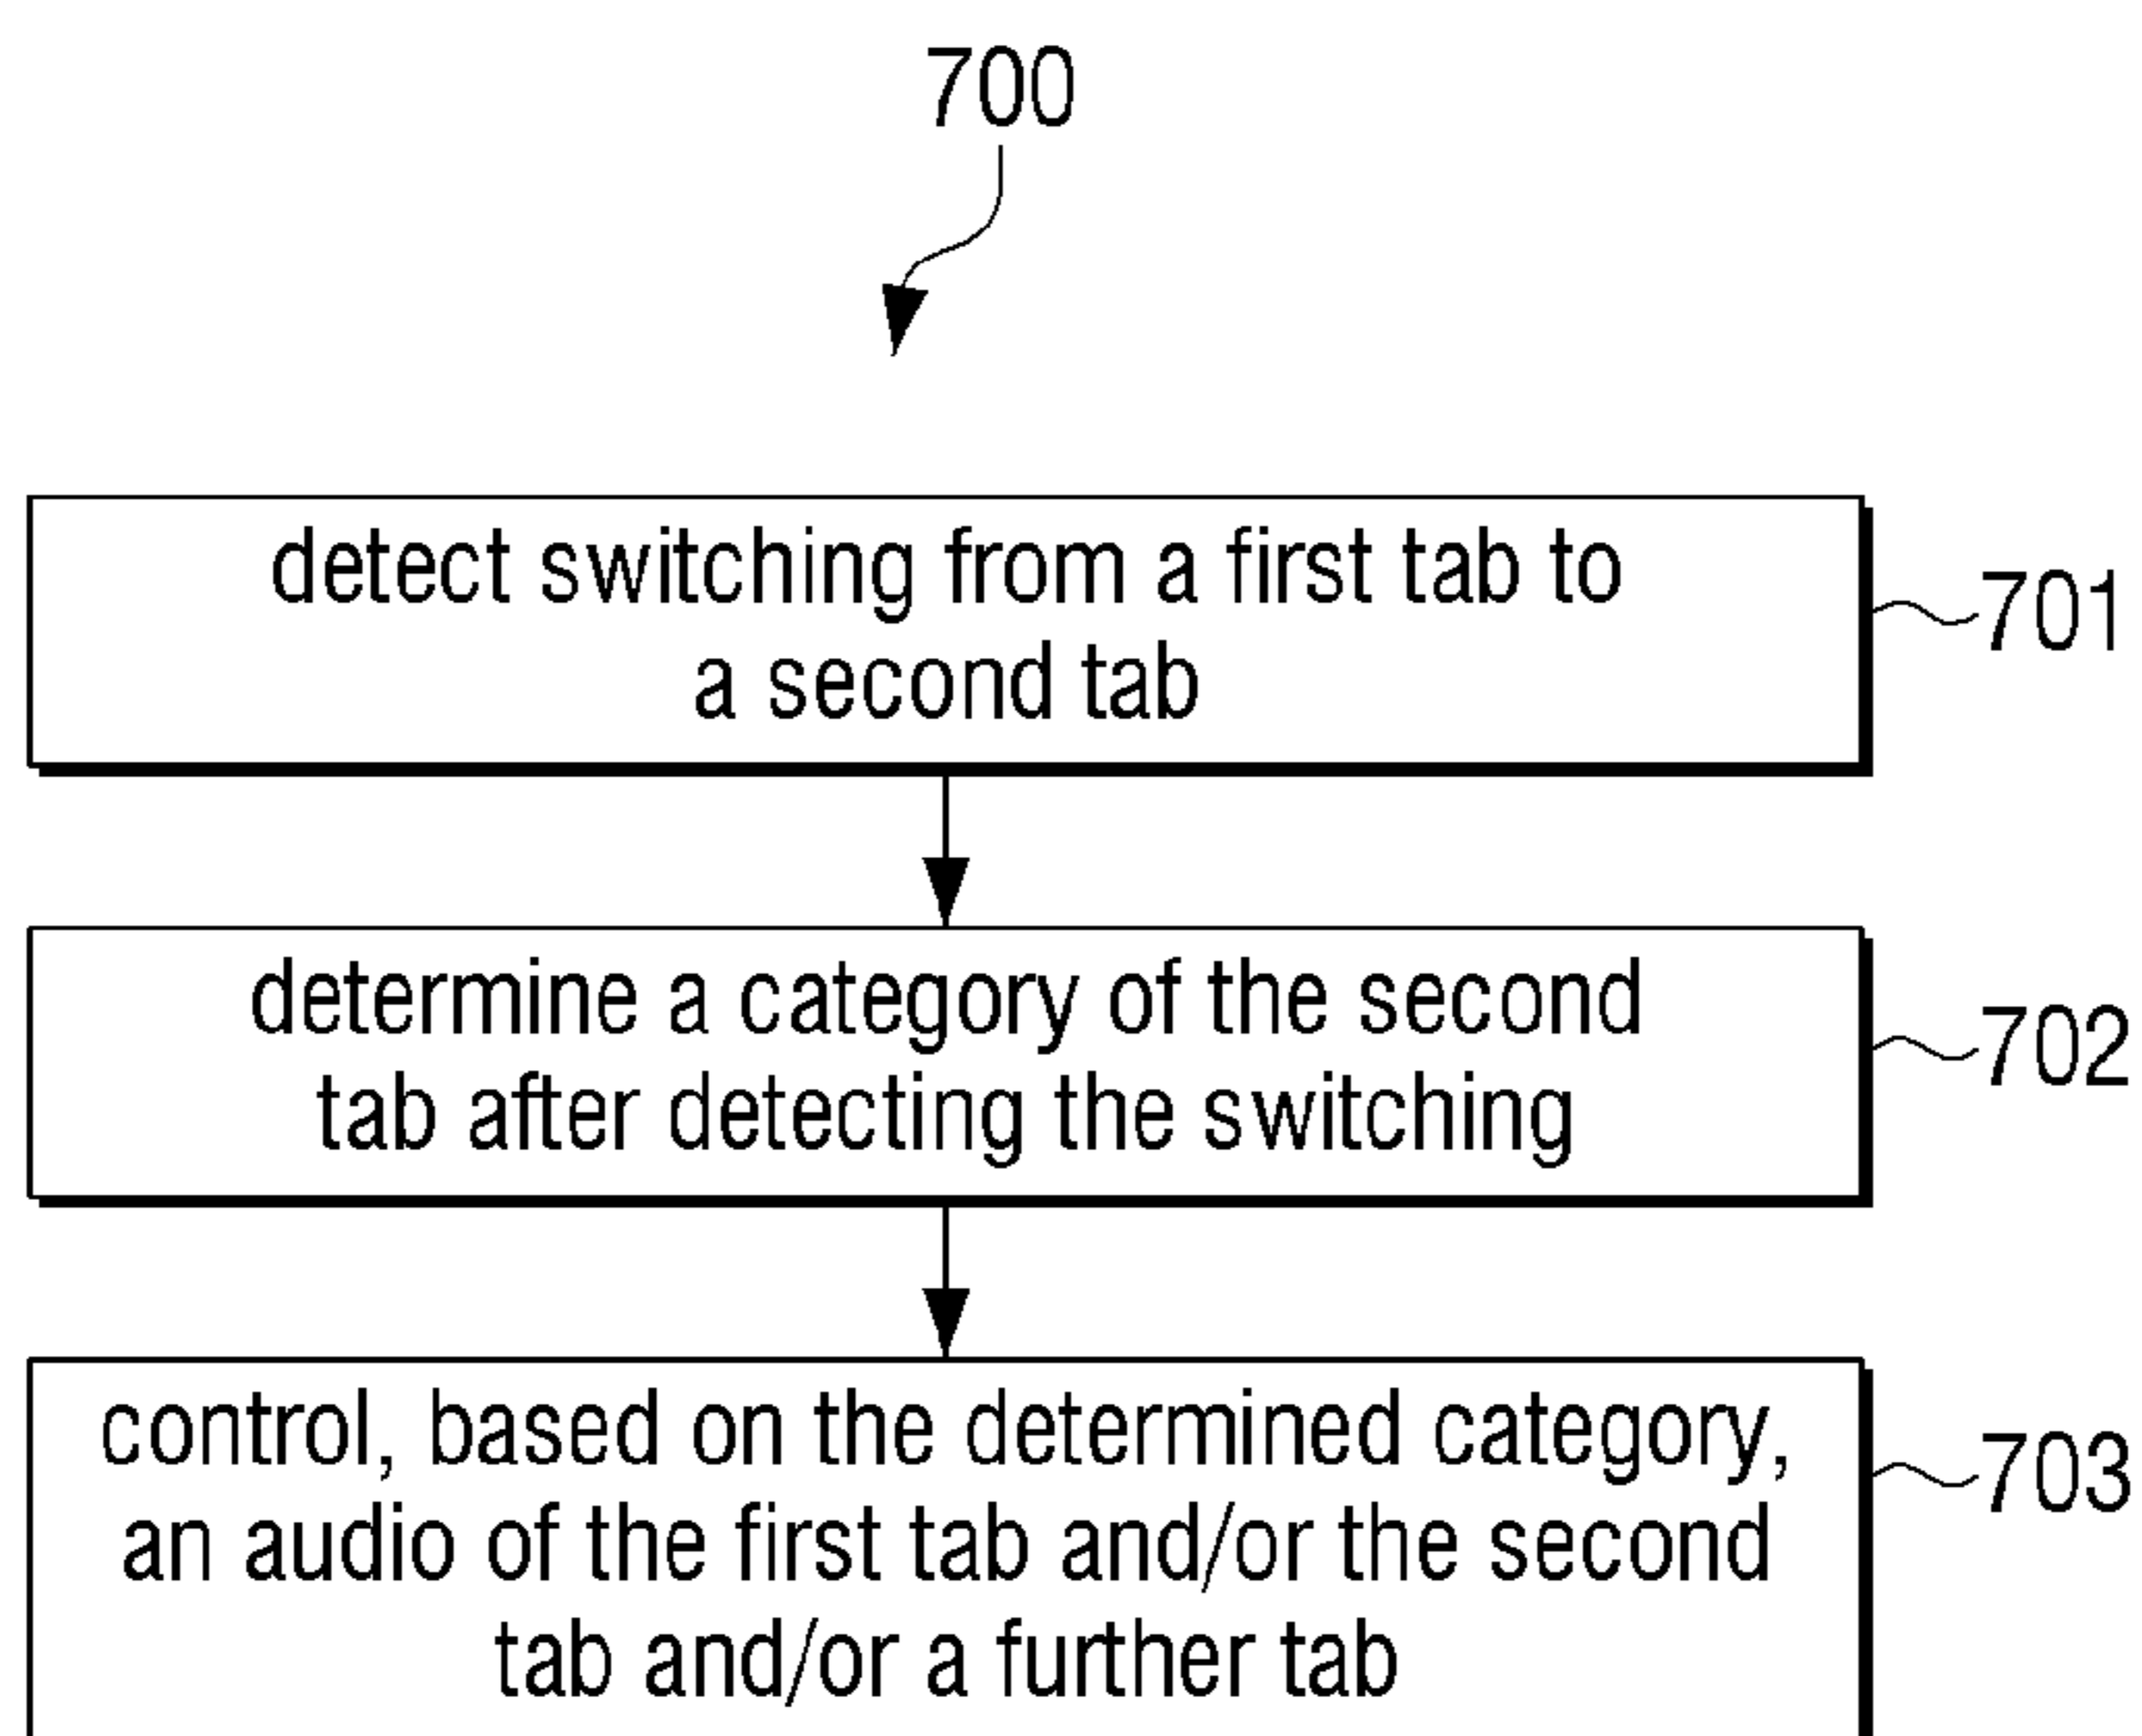 700
detect switching from a first tab to
a second tab
701
determine a category of the second
tab after detecting the switching
702
control, based on the determined category,
an audio of the first tab and/or the second
tab and/or a further tab
703